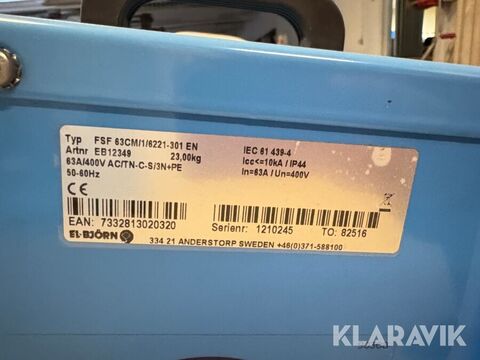 Typ FSF 63CM/1/6221-301 EN
Artnr EB12349 23,00kg
63A/400V AC/TN-C-S/3N+PE
50-60Hz
IEC 61 439-4
Icc<=10kA / IP44
In=63A / Un=400V
CE
EAN: 7332813020320
Serienr: 1210245 TO: 82516
EL-BJÖRN
334 21 ANDERSTORP SWEDEN +46(0)371-588100
KLARAVIK